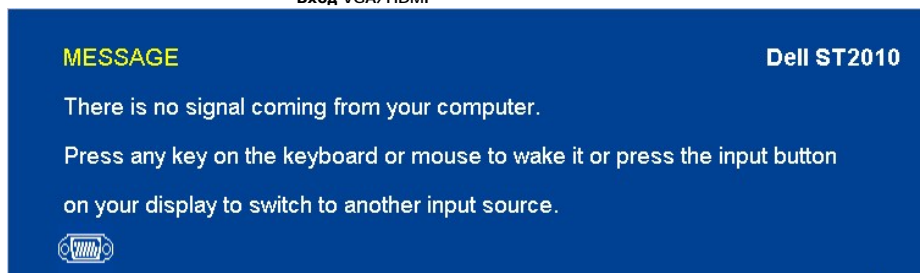 Вход VGA/HDMI
MESSAGE Dell ST2010
There is no signal coming from your computer.
Press any key on the keyboard or mouse to wake it or press the input button
on your display to switch to another input source.